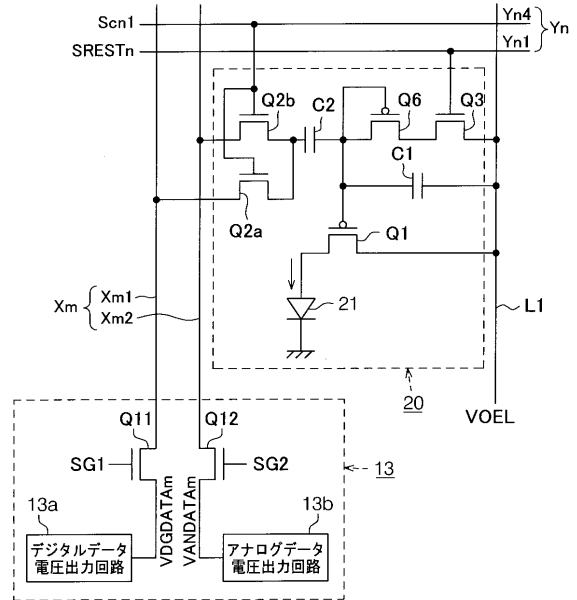 Scn1
Yn4
SRESTn
Yn1
Yn
Q2b
C2
Q6
Q3
C1
Q2a
Q1
Xm
Xm1
Xm2
21
L1
20
VOEL
Q11
Q12
SG1
SG2
13
VDGDATAm
VANDATAm
13a
13b
デジタルデータ
電圧出力回路
アナログデータ
電圧出力回路